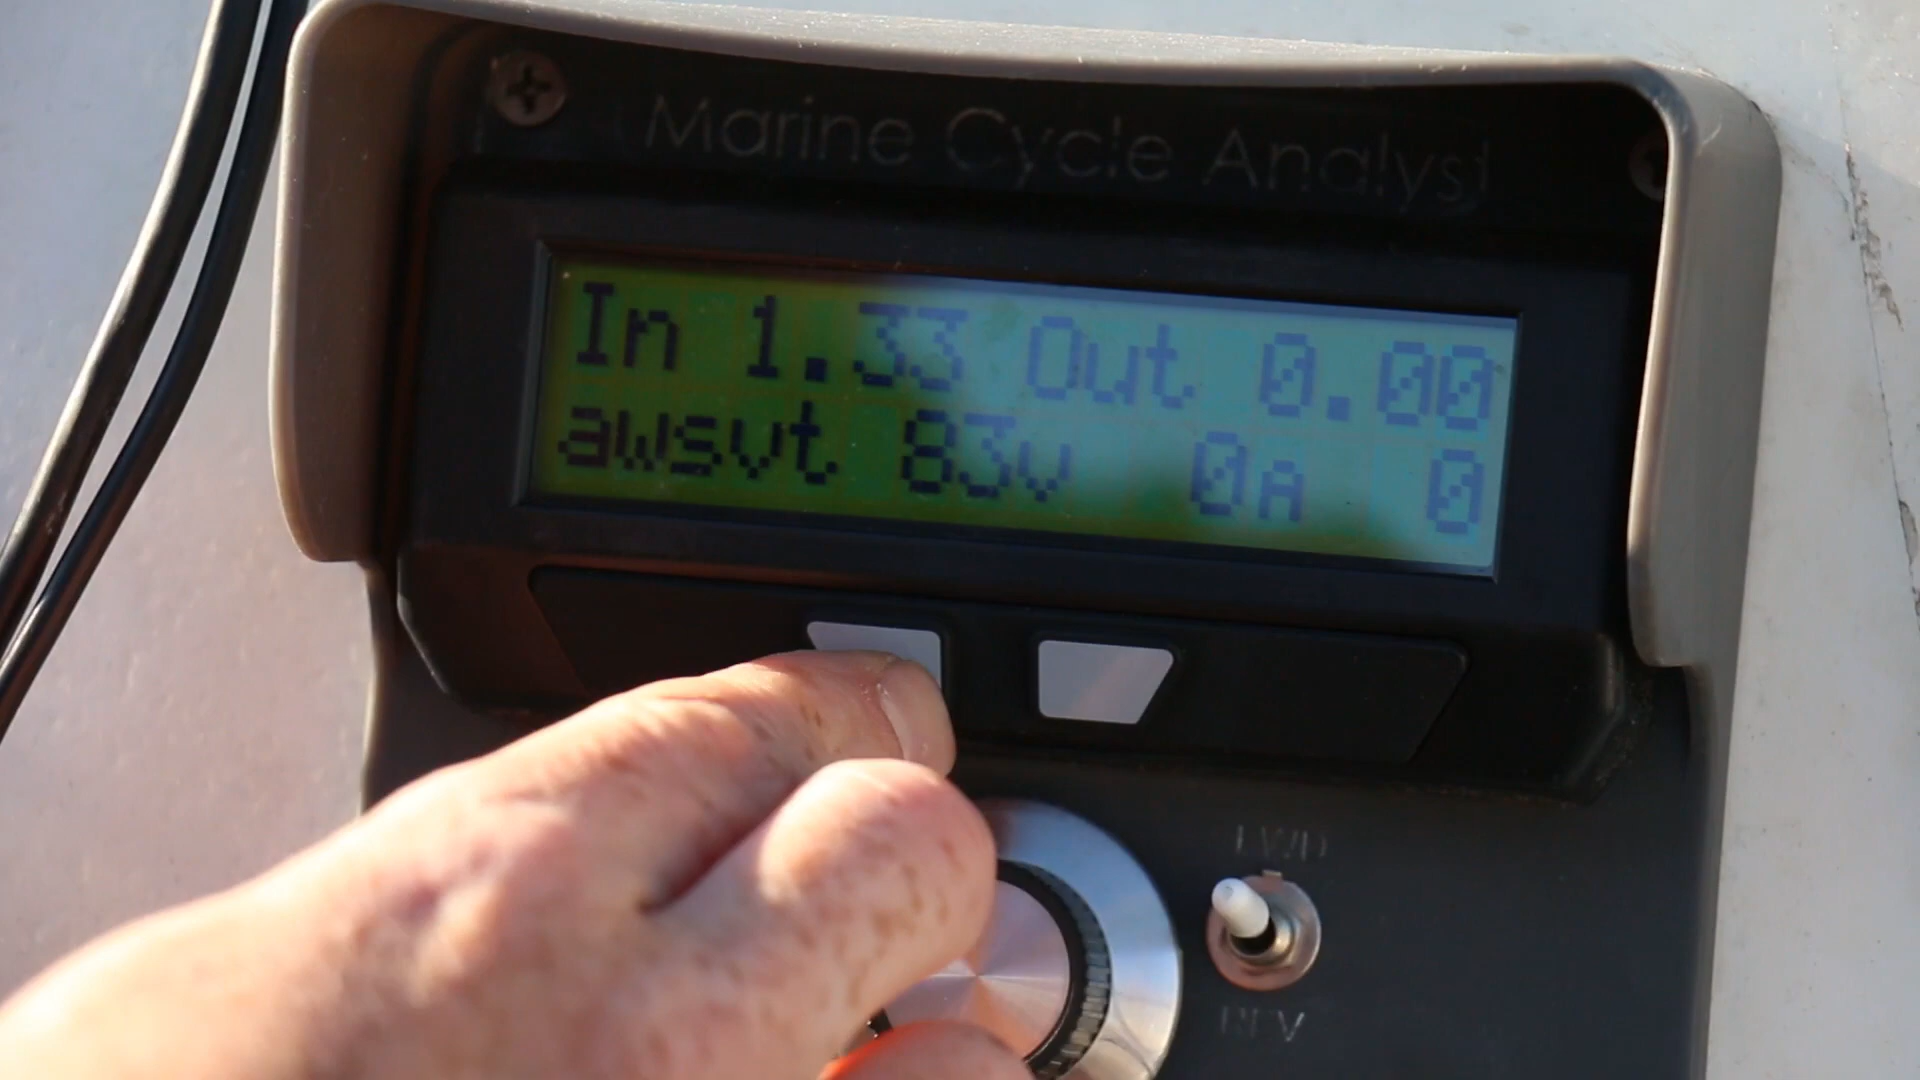 Marine Cycle Analyst
In 1.33 Out 0.00
awsvt 83v 0A 0
FWD
REV